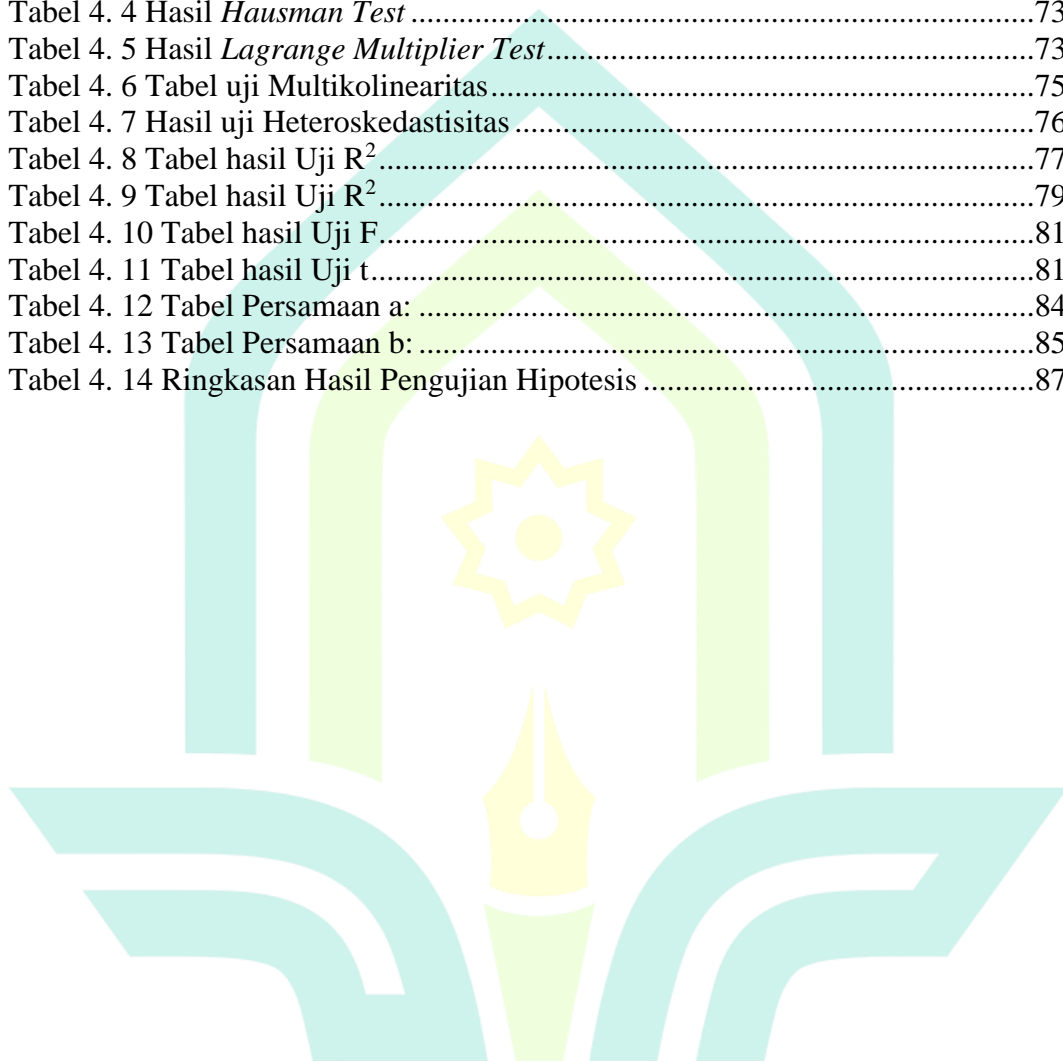 Tabel 4. 4 Hasil Hausman Test ..........................................................................................73
Tabel 4. 5 Hasil Lagrange Multiplier Test....................................................................73
Tabel 4. 6 Tabel uji Multikolinearitas............................................................................75
Tabel 4. 7 Hasil uji Heteroskedastisitas .........................................................................76
Tabel 4. 8 Tabel hasil Uji R²...........................................................................................77
Tabel 4. 9 Tabel hasil Uji R²...........................................................................................79
Tabel 4. 10 Tabel hasil Uji F...........................................................................................81
Tabel 4. 11 Tabel hasil Uji t............................................................................................81
Tabel 4. 12 Tabel Persamaan a: ......................................................................................84
Tabel 4. 13 Tabel Persamaan b: ......................................................................................85
Tabel 4. 14 Ringkasan Hasil Pengujian Hipotesis .........................................................87